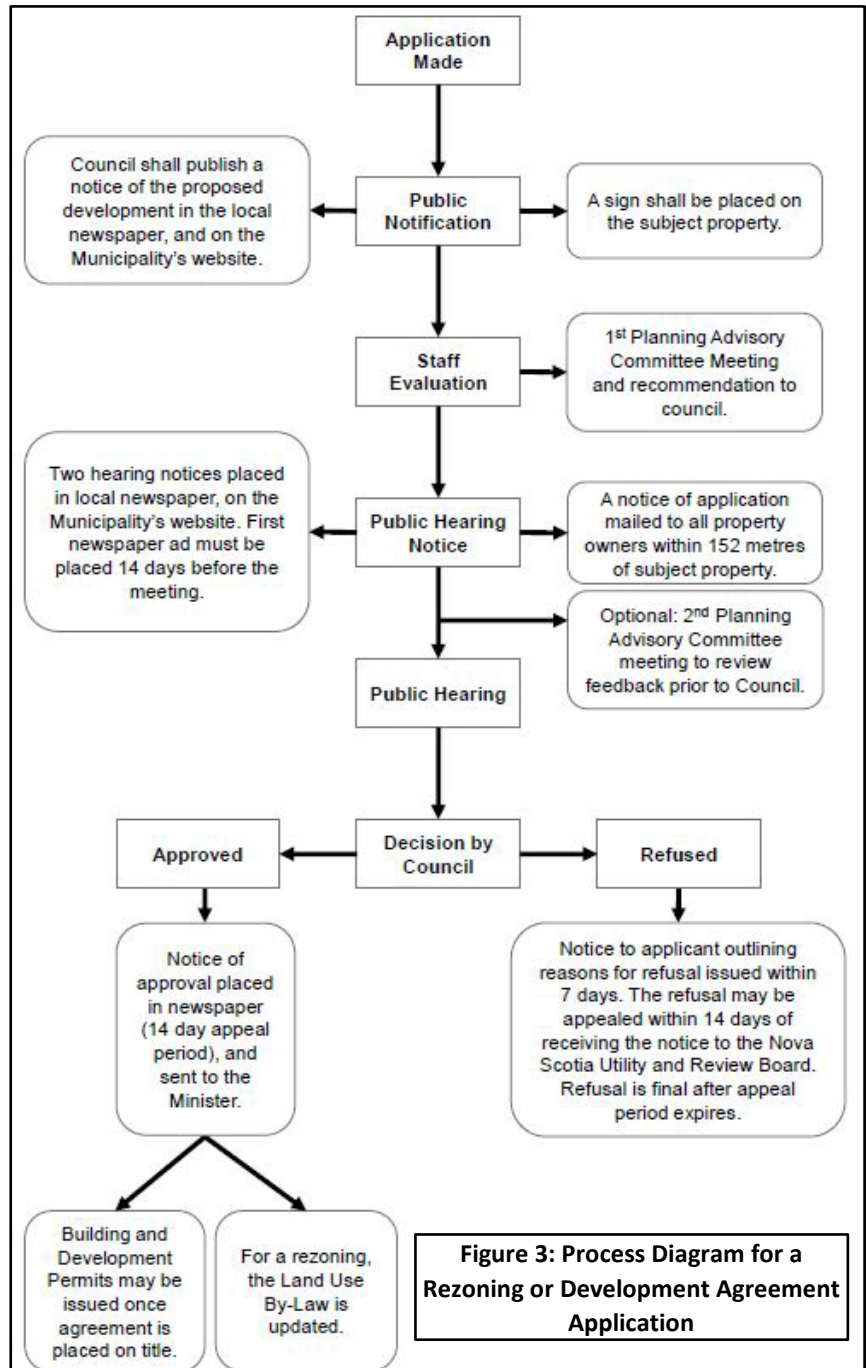 Application
Made
Council shall publish a
notice of the proposed
development in the local
newspaper, and on the
Municipality's website.
Public
Notification
A sign shall be placed on
the subject property.
Staff
Evaluation
1st Planning Advisory
Committee Meeting
and recommendation to
council.
Two hearing notices placed
in local newspaper, on the
Municipality's website. First
newspaper ad must be
placed 14 days before the
meeting.
Public Hearing
Notice
A notice of application
mailed to all property
owners within 152 metres
of subject property.
Optional: 2nd Planning
Advisory Committee
meeting to review
feedback prior to Council.
Public Hearing
Approved
Decision by
Council
Refused
Notice of
approval placed
in newspaper
(14 day appeal
period), and
sent to the
Minister.
Notice to applicant outlining
reasons for refusal issued within
7 days. The refusal may be
appealed within 14 days of
receiving the notice to the Nova
Scotia Utility and Review Board.
Refusal is final after appeal
period expires.
Building and
Development
Permits may be
issued once
agreement is
placed on title.
For a rezoning,
the Land Use
By-Law is
updated.
Figure 3: Process Diagram for a
Rezoning or Development Agreement
Application